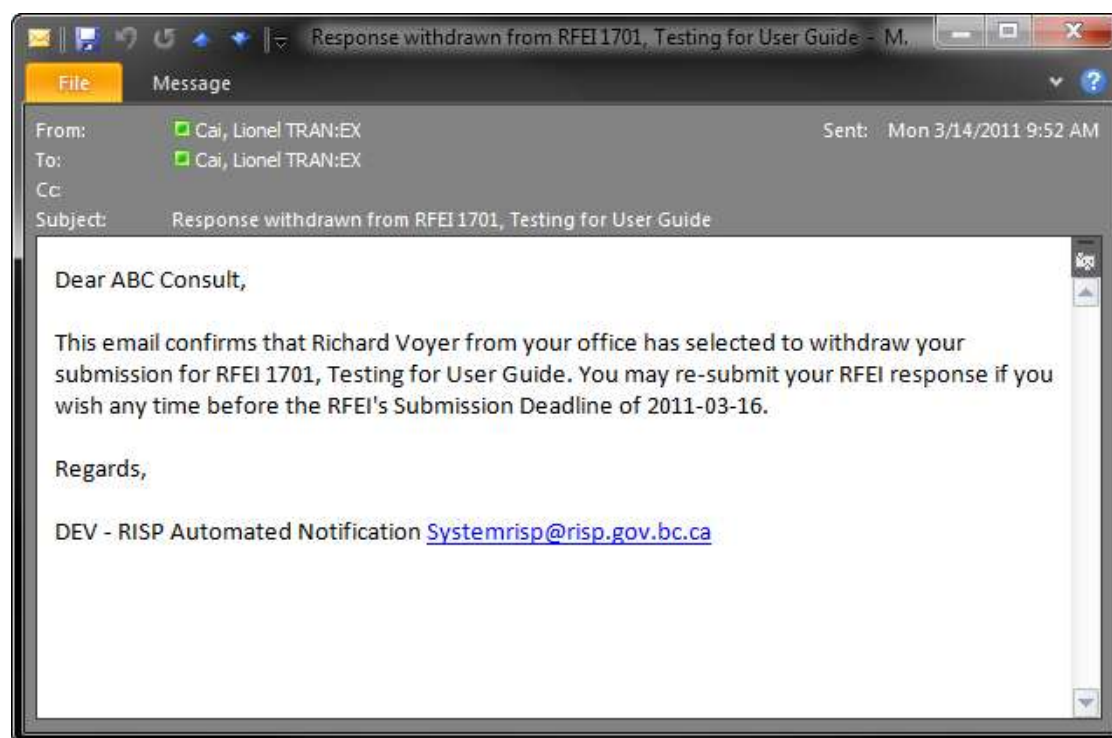 Response withdrawn from RFEI 1701, Testing for User Guide - M.
File Message
From: Cai, Lionel TRAN:EX Sent: Mon 3/14/2011 9:52 AM
To: Cai, Lionel TRAN:EX
Cc:
Subject: Response withdrawn from RFEI 1701, Testing for User Guide
Dear ABC Consult,
This email confirms that Richard Voyer from your office has selected to withdraw your
submission for RFEI 1701, Testing for User Guide. You may re-submit your RFEI response if you
wish any time before the RFEI's Submission Deadline of 2011-03-16.
Regards,
DEV - RISP Automated Notification Systemrisp@risp.gov.bc.ca